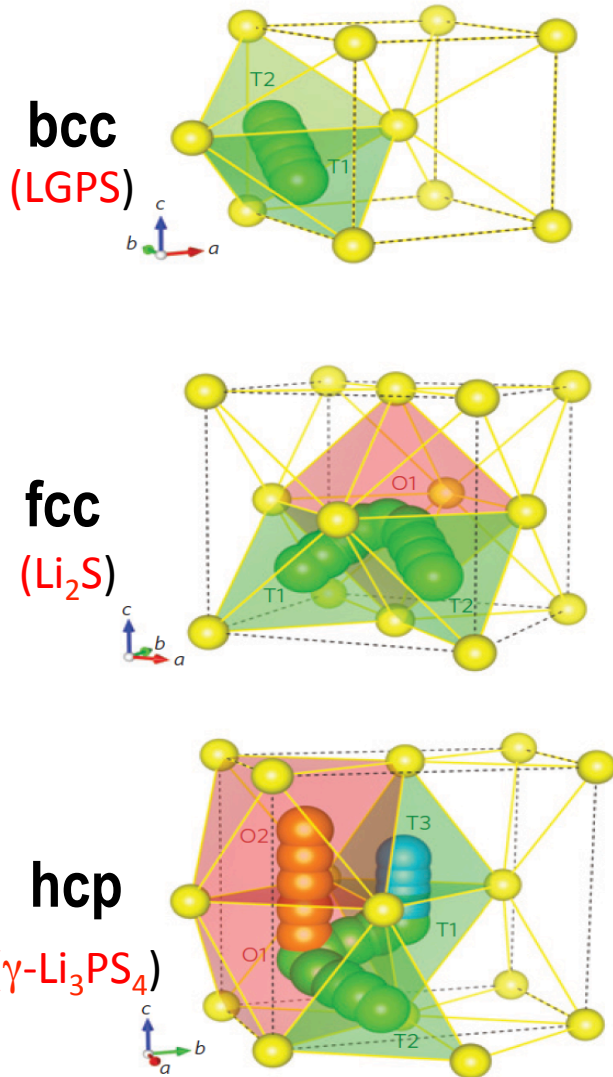 T2
bcc
T1
(LGPS)
c
b
a
O1
fcc
(Li₂S)
T1
T2
c
b
a
T3
O2
hcp
T1
O1
γ-Li₃PS₄)
c
b
a
T2